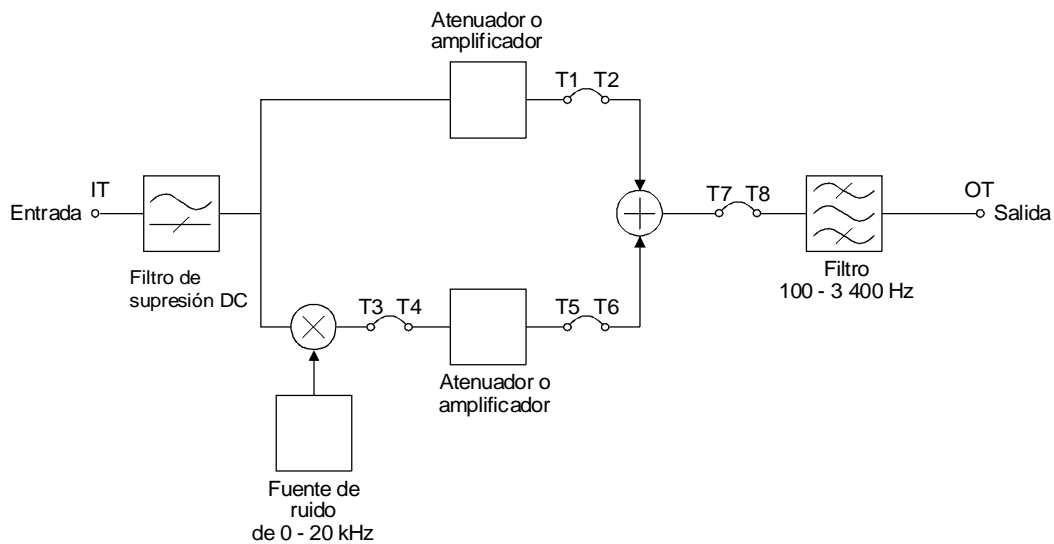 Atenuador o
amplificador
T1 T2
IT
Entrada
Filtro de
supresión DC
T7 T8
OT
Salida
Filtro
100 - 3 400 Hz
T3 T4
T5 T6
Atenuador o
amplificador
Fuente de
ruido
de 0 - 20 kHz